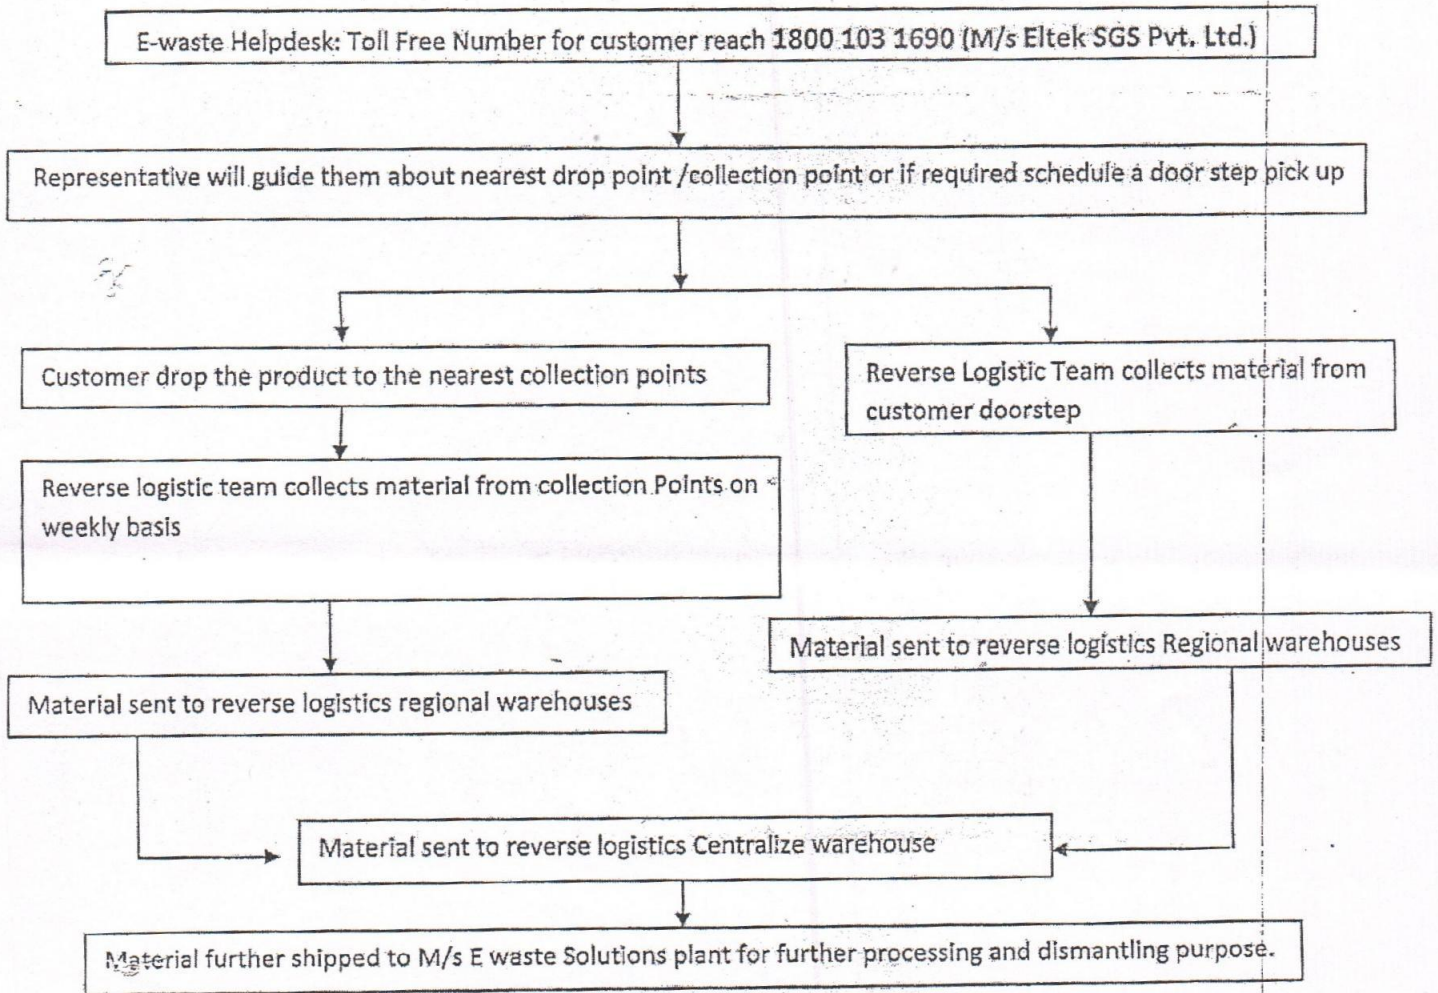 E-waste Helpdesk: Toll Free Number for customer reach 1800 103 1690 (M/s Eltek SGS Pvt. Ltd.)
Representative will guide them about nearest drop point /collection point or if required schedule a door step pick up
Customer drop the product to the nearest collection points
Reverse Logistic Team collects material from
customer doorstep
Reverse logistic team collects material from collection Points on
weekly basis
Material sent to reverse logistics Regional warehouses
Material sent to reverse logistics regional warehouses
Material sent to reverse logistics Centralize warehouse
Material further shipped to M/s E waste Solutions plant for further processing and dismantling purpose.